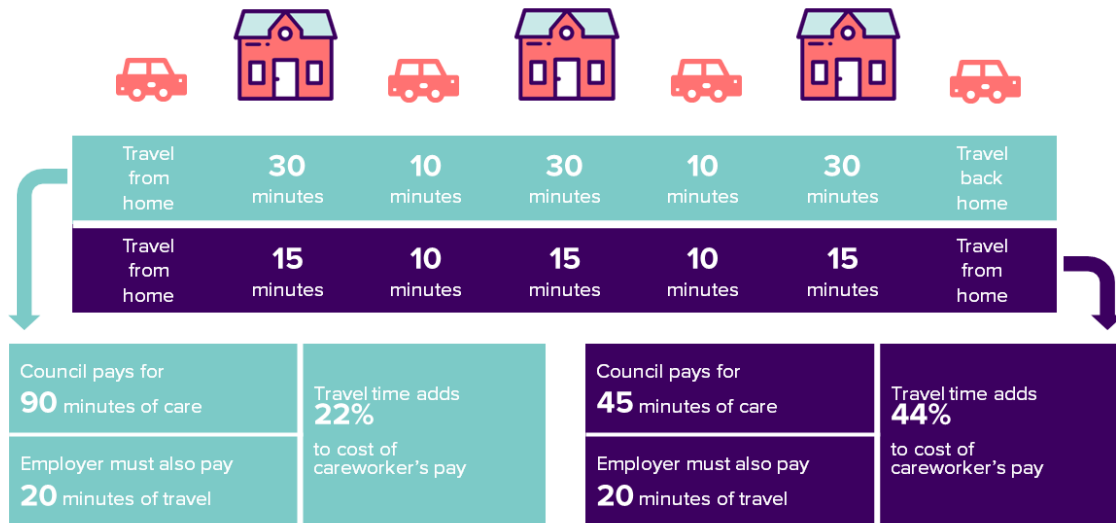 Travel
from
home
30
minutes
10
minutes
30
minutes
10
minutes
30
minutes
Travel
back
home
Travel
from
home
15
minutes
10
minutes
15
minutes
10
minutes
15
minutes
Travel
from
home
Council pays for
90 minutes of care
Employer must also pay
20 minutes of travel
Travel time adds
22%
to cost of
careworker's pay
Council pays for
45 minutes of care
Employer must also pay
20 minutes of travel
Travel time adds
44%
to cost of
careworker's pay